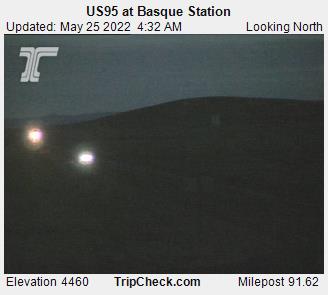 US95 at Basque Station
Updated: May 25 2022 4:32 AM Looking North
Elevation 4460 TripCheck.com Milepost 91.62